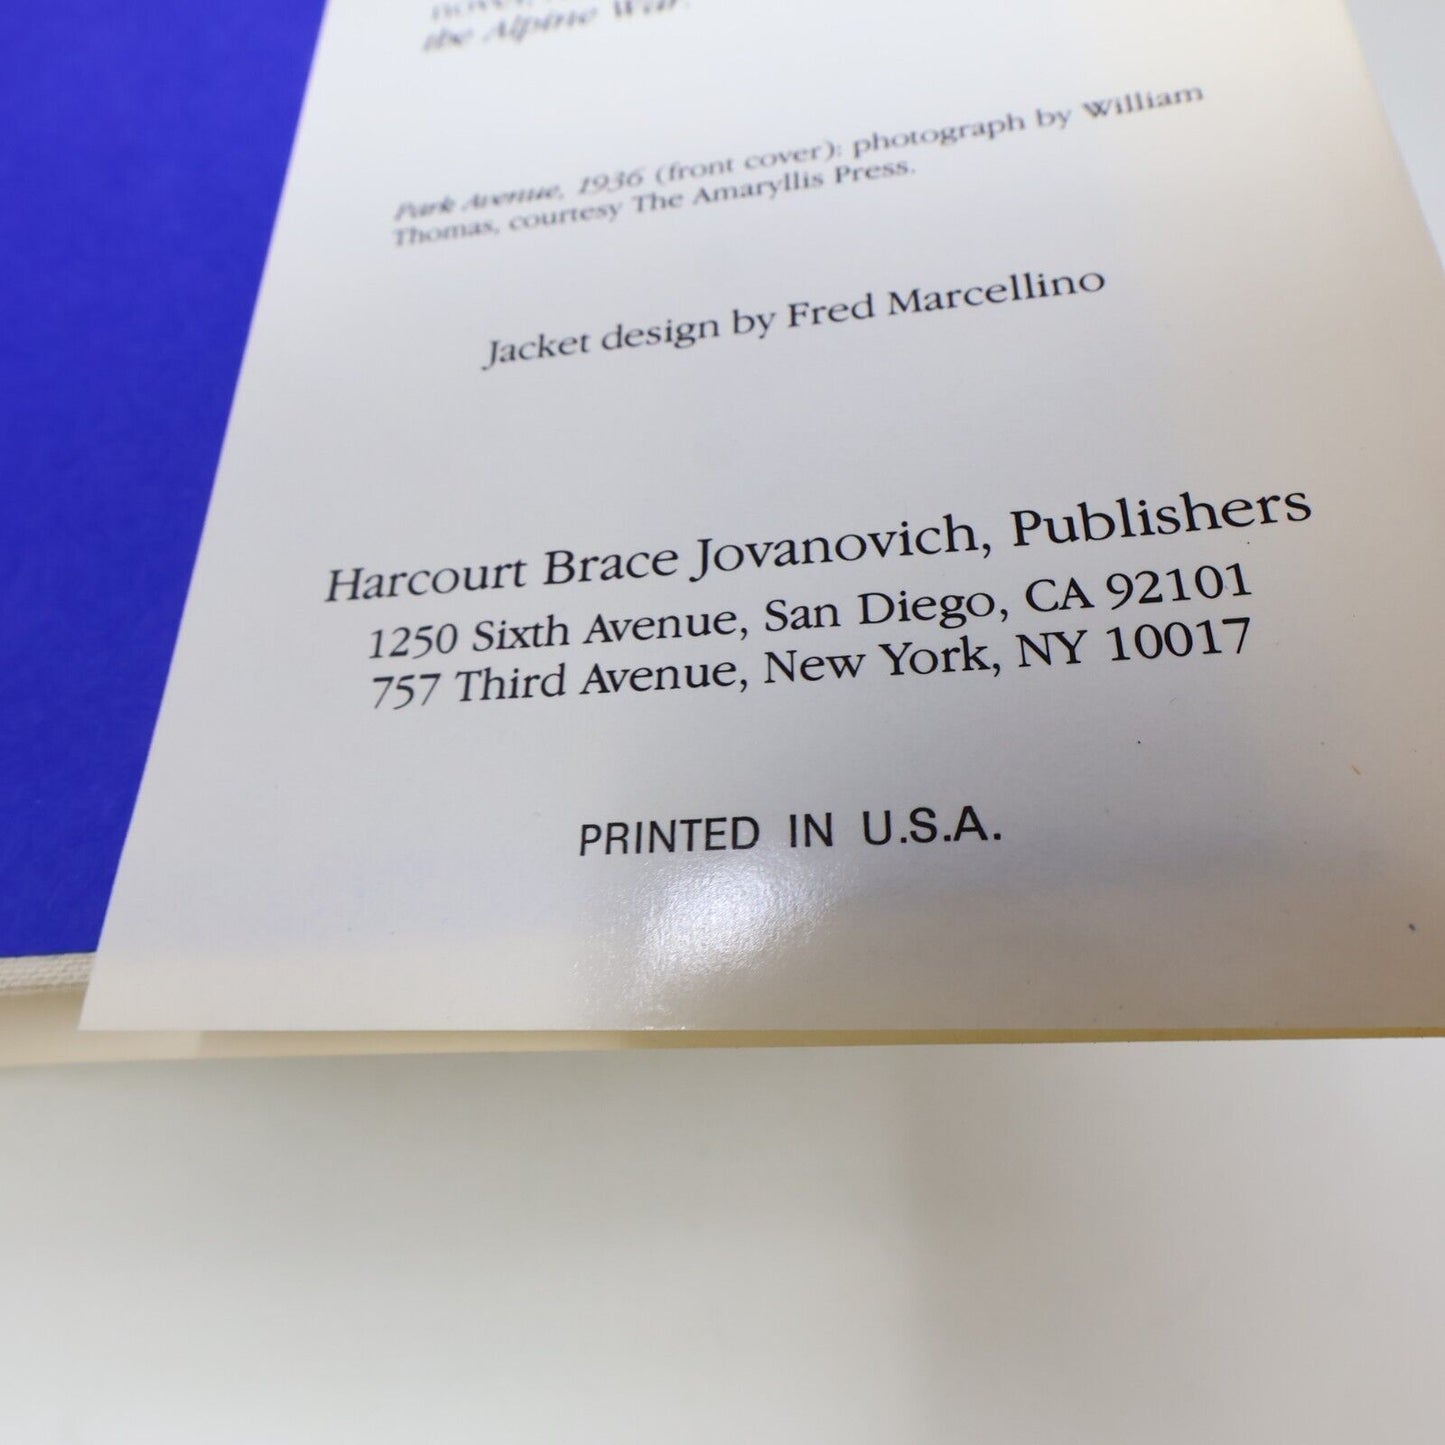 the Alpine War.
Park Avenue, 1936 (front cover): photograph by William
Thomas, courtesy The Amaryllis Press.
Jacket design by Fred Marcellino
Harcourt Brace Jovanovich, Publishers
1250 Sixth Avenue, San Diego, CA 92101
757 Third Avenue, New York, NY 10017
PRINTED IN U.S.A.